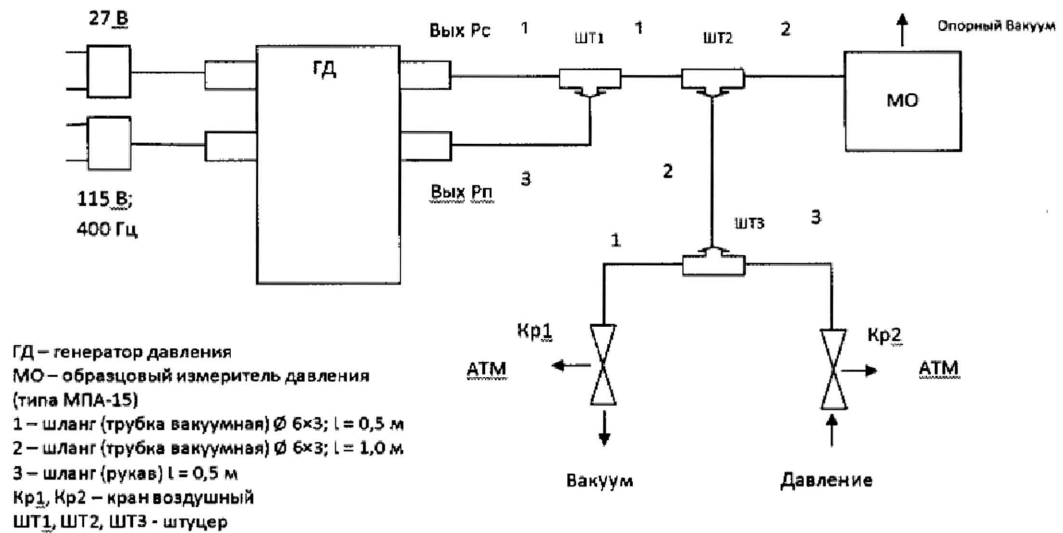 27 В
Вых Рс
1
ШТ1
1
ШТ2
2
Опорный Вакуум
ГД
МО
115 В;
400 Гц
Вых Рп
3
2
1
ШТ3
3
Кр1
Кр2
АТМ
АТМ
Вакуум
Давление
ГД – генератор давления
МО – образцовый измеритель давления
(типа МПА-15)
1 – шланг (трубка вакуумная) Ø 6×3; l = 0,5 м
2 – шланг (трубка вакуумная) Ø 6×3; l = 1,0 м
3 – шланг (рукав) l = 0,5 м
Кр1, Кр2 – кран воздушный
ШТ1, ШТ2, ШТ3 - штуцер